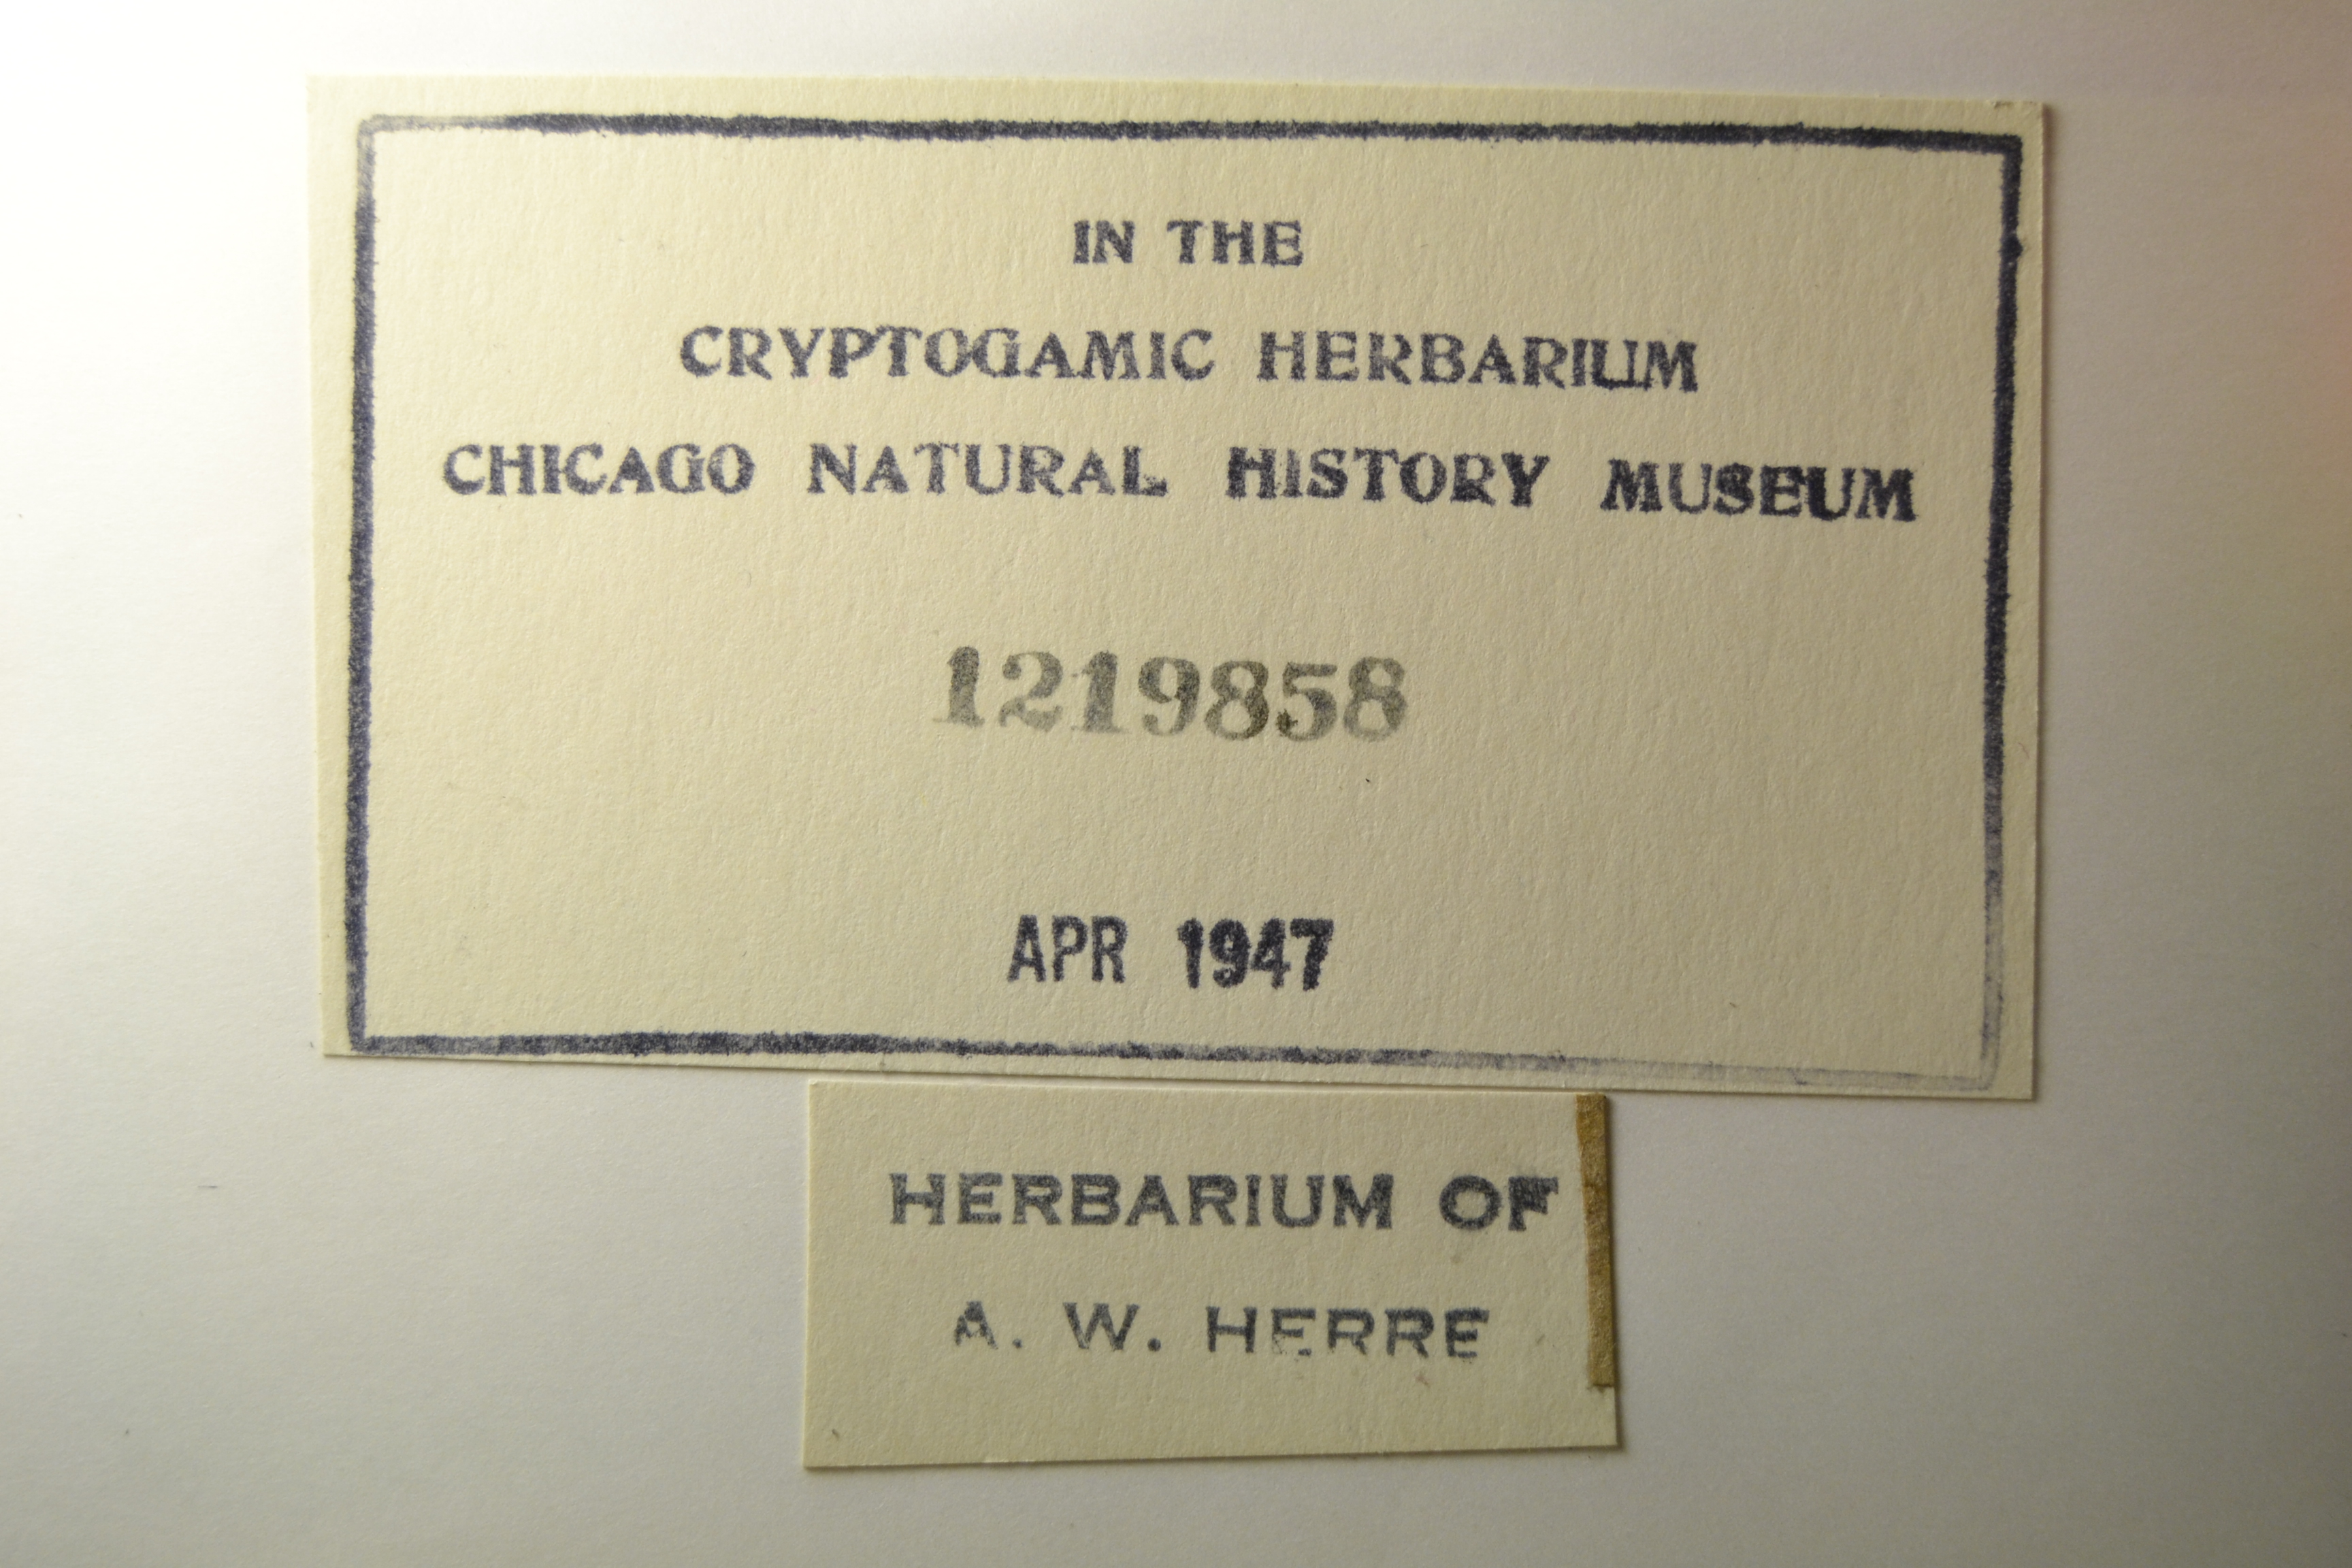 IN THE
CRYPTOGAMIC HERBARIUM
CHICAGO NATURAL HISTORY MUSEUM
1219858
APR 1947
HERBARIUM OF
A. W. HERRE